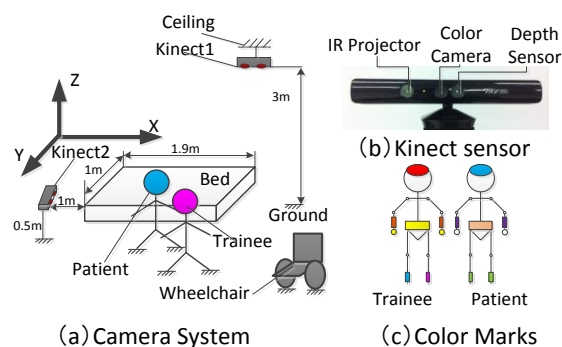 Ceiling
Kinect1
Z
X
Y
Kinect2
3m
1.9m
1m
Bed
1m
0.5m
Ground
Patient
Trainee
Wheelchair
(a) Camera System
IR Projector
Color Camera
Depth Sensor
(b) Kinect sensor
Trainee
Patient
(c) Color Marks